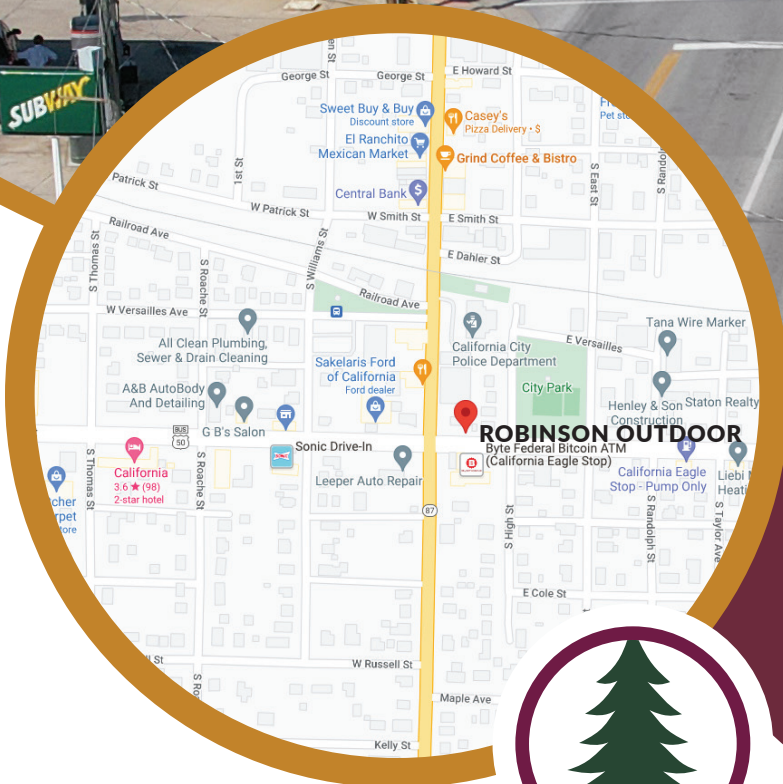 SUBWAY
George St
George St
E Howard St
Sweet Buy & Buy
Discount store
Casey's
Pizza Delivery • $
El Ranchito
Mexican Market
Grind Coffee & Bistro
Pet
1st St
S East St
Patrick St
Central Bank
W Patrick St
W Smith St
E Smith St
Railroad Ave
S Thomas St
S Roache St
S Williams St
E Dahler St
Railroad Ave
W Versailles Ave
All Clean Plumbing,
Sewer & Drain Cleaning
California City
Police Department
E Versailles
Tana Wire Marker
Sakelaris Ford
of California
Ford dealer
City Park
A&B AutoBody
And Detailing
Henley & Son
Construction
Staron Realty
G B's Salon
BUS
50
ROBINSON OUTDOOR
Sonic Drive-In
Byte Federal Bitcoin ATM
(California Eagle Stop)
California
3.6 ★ (98)
2-star hotel
Leeper Auto Repair
California Eagle
Stop - Pump Only
S Thomas St
S Roache St
87
S High St
S Randolph St
S Taylor Ave
E Cole St
W Russell St
Maple Ave
Kelly St